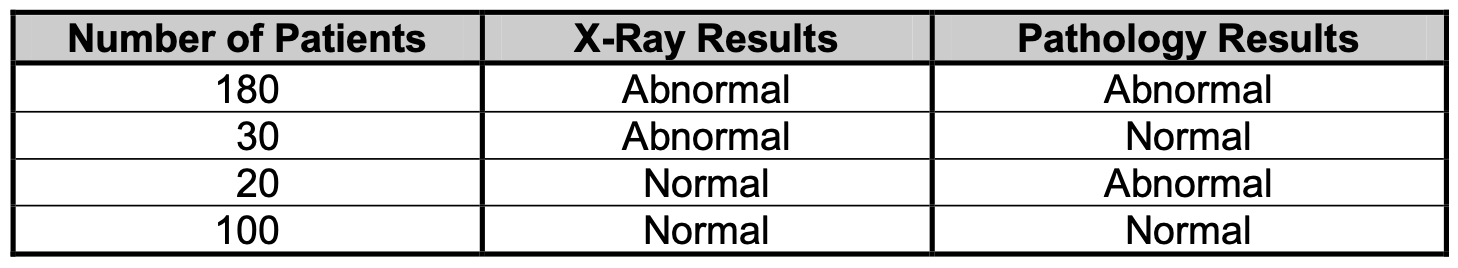 Number of Patients X-Ray Results Pathology Results
180 Abnormal Abnormal
30 Abnormal Normal
20 Normal Abnormal
100 Normal Normal